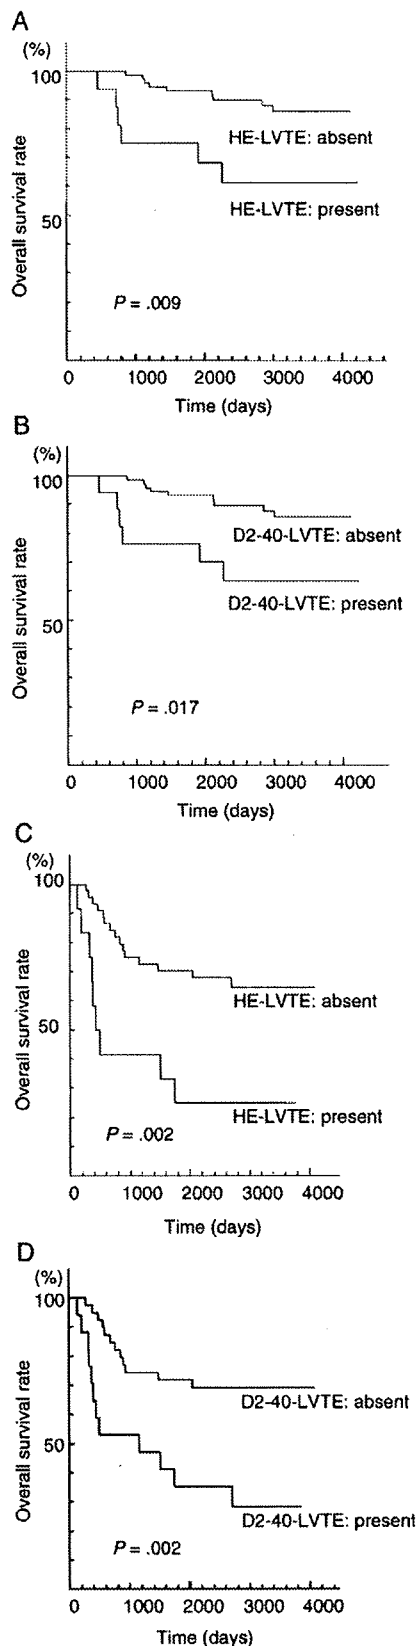 A
(%)
100
HE-LVTE: absent
HE-LVTE: present
50
Overall survival rate
P = .009
0 1000 2000 3000 4000
Time (days)
B
(%)
100
D2-40-LVTE: absent
D2-40-LVTE: present
50
Overall survival rate
P = .017
0 1000 2000 3000 4000
Time (days)
C
(%)
100
HE-LVTE: absent
50
Overall survival rate
HE-LVTE: present
P = .002
0 1000 2000 3000 4000
Time (days)
D
(%)
100
D2-40-LVTE: absent
50
Overall survival rate
D2-40-LVTE: present
P = .002
0 1000 2000 3000 4000
Time (days)